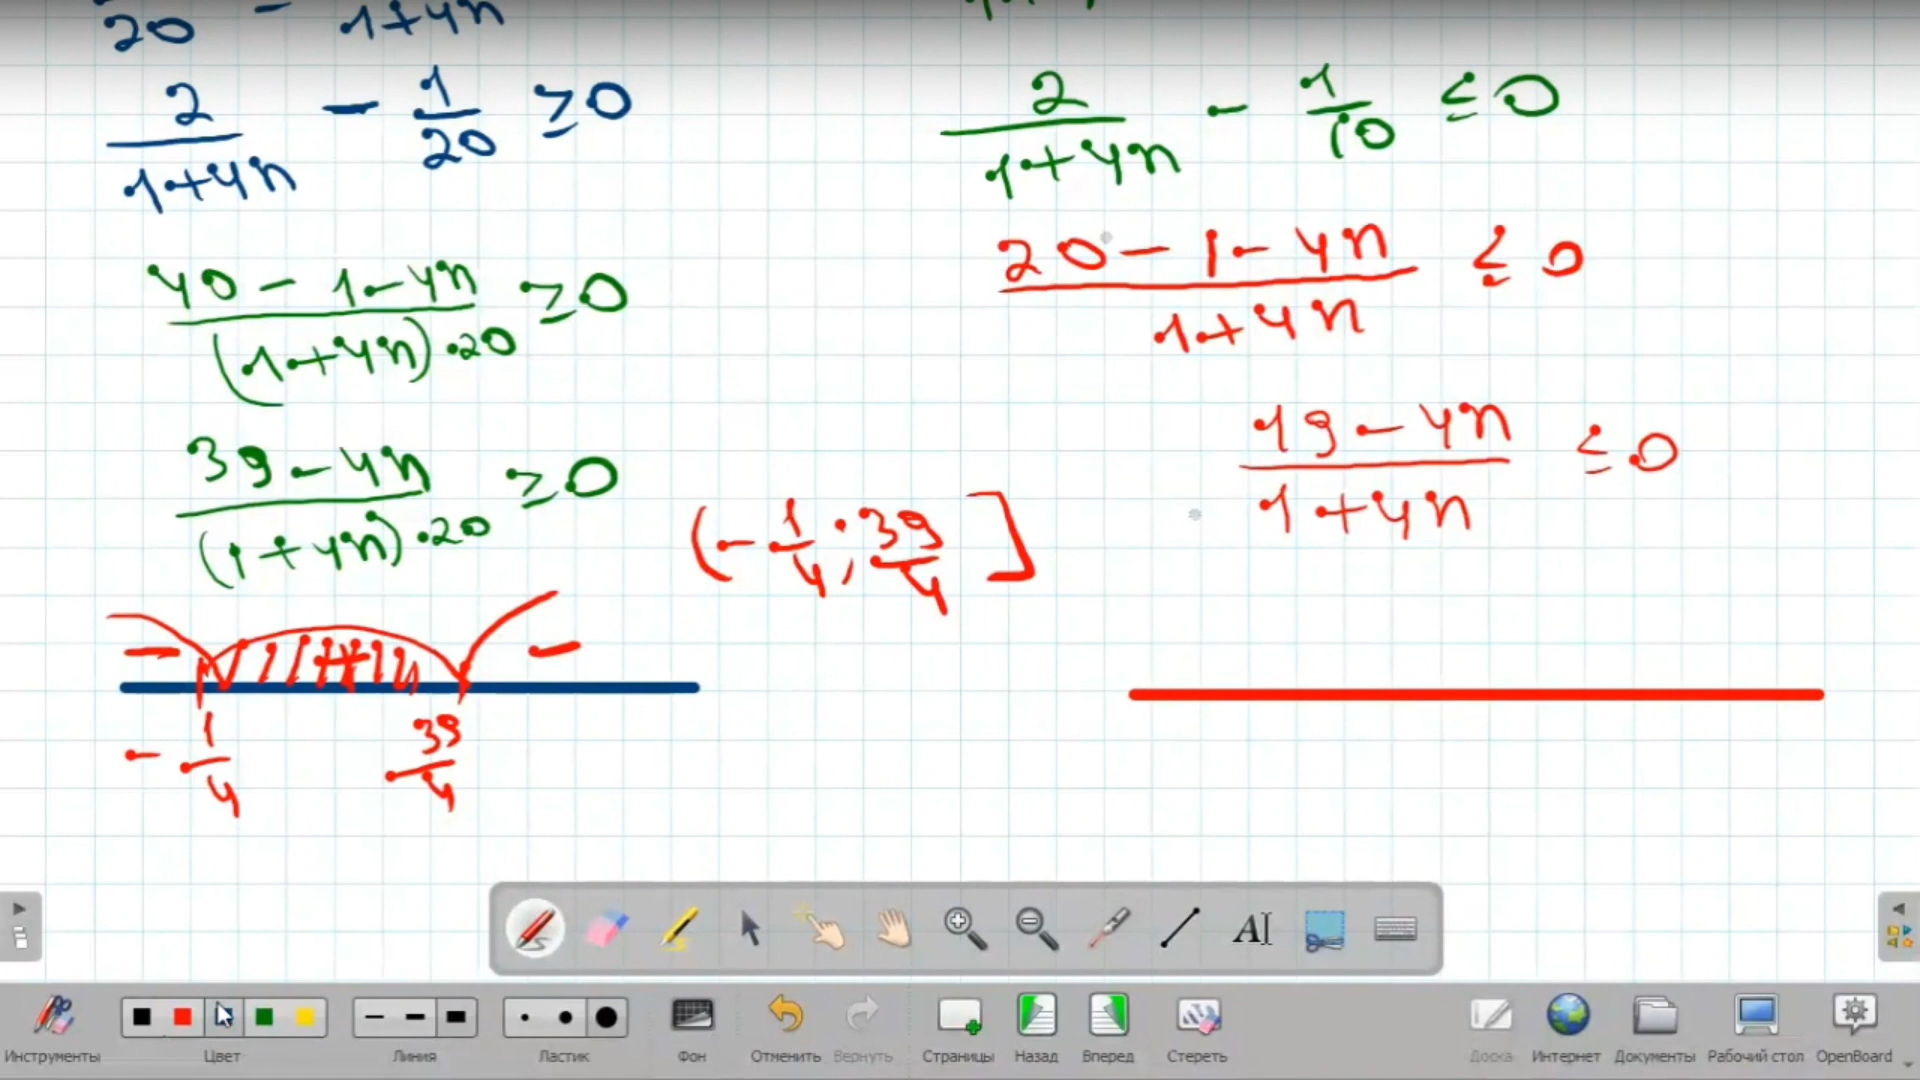 20 - 1+4n
2/(1+4n) - 1/20 ≥ 0
(40 - 1 - 4n)/((1+4n)·20) ≥ 0
(39 - 4n)/((1+4n)·20) ≥ 0
(-1/4; 39/4]
- + -
-1/4 39/4
2/(1+4n) - 1/10 ≤ 0
(20 - 1 - 4n)/(1+4n) ≤ 0
(19 - 4n)/(1+4n) ≤ 0
AI
Инструменты
Цвет
Линия
Ластик
Фон
Отменить
Вернуть
Страницы
Назад
Вперед
Стереть
Доска
Интернет
Документы
Рабочий стол
OpenBoard